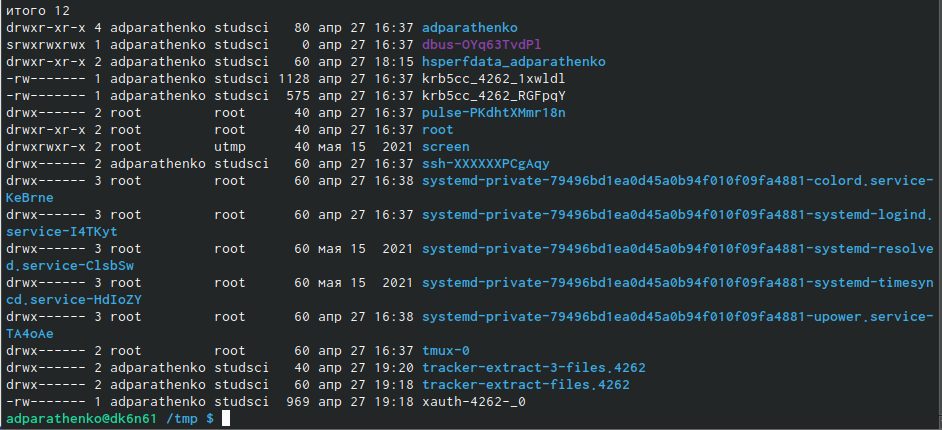 итого 12
drwxr-xr-x 4 adparathenko studsci   80 апр 27 16:37 adparathenko
srwxrwxrwx 1 adparathenko studsci    0 апр 27 16:37 dbus-OYq63TvdPl
drwxr-xr-x 2 adparathenko studsci   60 апр 27 18:15 hsperfdata_adparathenko
-rw------- 1 adparathenko studsci 1128 апр 27 16:37 krb5cc_4262_1xwldl
-rw------- 1 adparathenko studsci  575 апр 27 16:37 krb5cc_4262_RGFpqY
drwx------ 2 root         root      40 апр 27 16:37 pulse-PKdhtXMmr18n
drwxr-xr-x 2 root         root      40 апр 27 16:37 root
drwxrwxr-x 2 root         utmp      40 мая 15  2021 screen
drwx------ 2 adparathenko studsci   60 апр 27 16:37 ssh-XXXXXXPCgAqy
drwx------ 3 root         root      60 апр 27 16:38 systemd-private-79496bd1ea0d45a0b94f010f09fa4881-colord.service-
KeBrne
drwx------ 3 root         root      60 апр 27 16:37 systemd-private-79496bd1ea0d45a0b94f010f09fa4881-systemd-logind.
service-I4TKyt
drwx------ 3 root         root      60 мая 15  2021 systemd-private-79496bd1ea0d45a0b94f010f09fa4881-systemd-resolve
d.service-ClsbSw
drwx------ 3 root         root      60 мая 15  2021 systemd-private-79496bd1ea0d45a0b94f010f09fa4881-systemd-timesyn
cd.service-HdIoZY
drwx------ 3 root         root      60 апр 27 16:38 systemd-private-79496bd1ea0d45a0b94f010f09fa4881-upower.service-
TA4oAe
drwx------ 2 root         root      60 апр 27 16:37 tmux-0
drwx------ 2 adparathenko studsci   40 апр 27 19:20 tracker-extract-3-files.4262
drwx------ 2 adparathenko studsci   60 апр 27 19:18 tracker-extract-files.4262
-rw------- 1 adparathenko studsci  969 апр 27 19:18 xauth-4262-_0
adparathenko@dk6n61 /tmp $